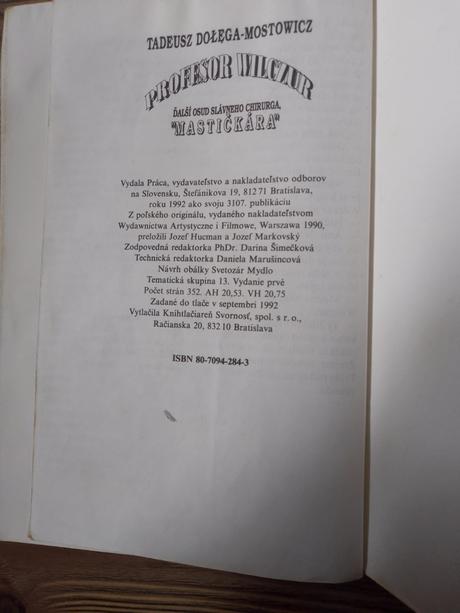 TADEUSZ DOŁĘGA-MOSTOWICZ
PROFESOR WILCZUR
ĎALŠÍ OSUD SLÁVNEHO CHIRURGA,
"MASTIČKÁRA"
Vydala Práca, vydavateľstvo a nakladateľstvo odborov
na Slovensku, Štefánikova 19, 812 71 Bratislava,
roku 1992 ako svoju 3107. publikáciu
Z poľského originálu, vydaného nakladateľstvom
Wydawnictwa Artystyczne i Filmowe, Warszawa 1990,
preložili Jozef Hucman a Jozef Markovský
Zodpovedná redaktorka PhDr. Darina Šimečková
Technická redaktorka Daniela Marušincová
Návrh obálky Svetozár Mydlo
Tematická skupina 13. Vydanie prvé
Počet strán 352. AH 20,53. VH 20,75
Zadané do tlače v septembri 1992
Vytlačila Kníhtlačiareň Svornosť, spol. s r. o.,
Račianska 20, 832 10 Bratislava
ISBN 80-7094-284-3